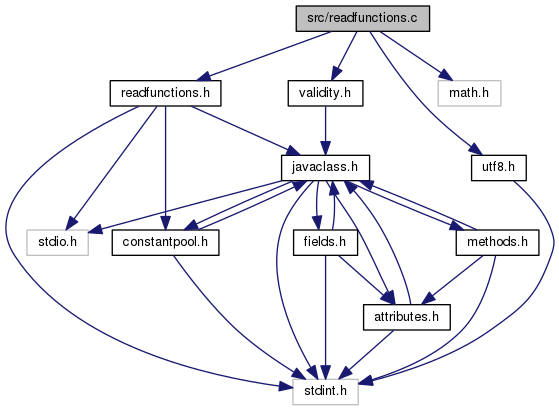 src/readfunctions.c
readfunctions.h
validity.h
math.h
javaclass.h
utf8.h
stdio.h
constantpool.h
fields.h
methods.h
attributes.h
stdint.h